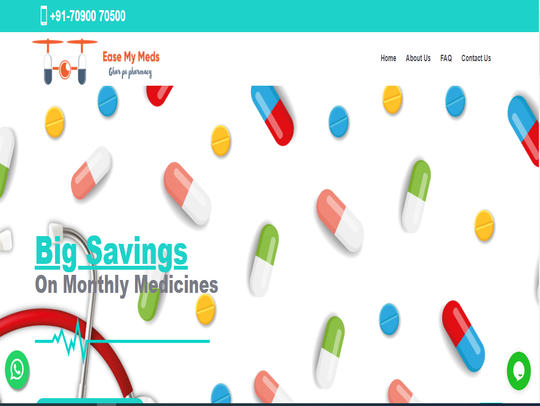 +91-70900 70500
Ease My Meds
Ghar pe pharmacy
Home About Us FAQ Contact Us
Big Savings
On Monthly Medicines